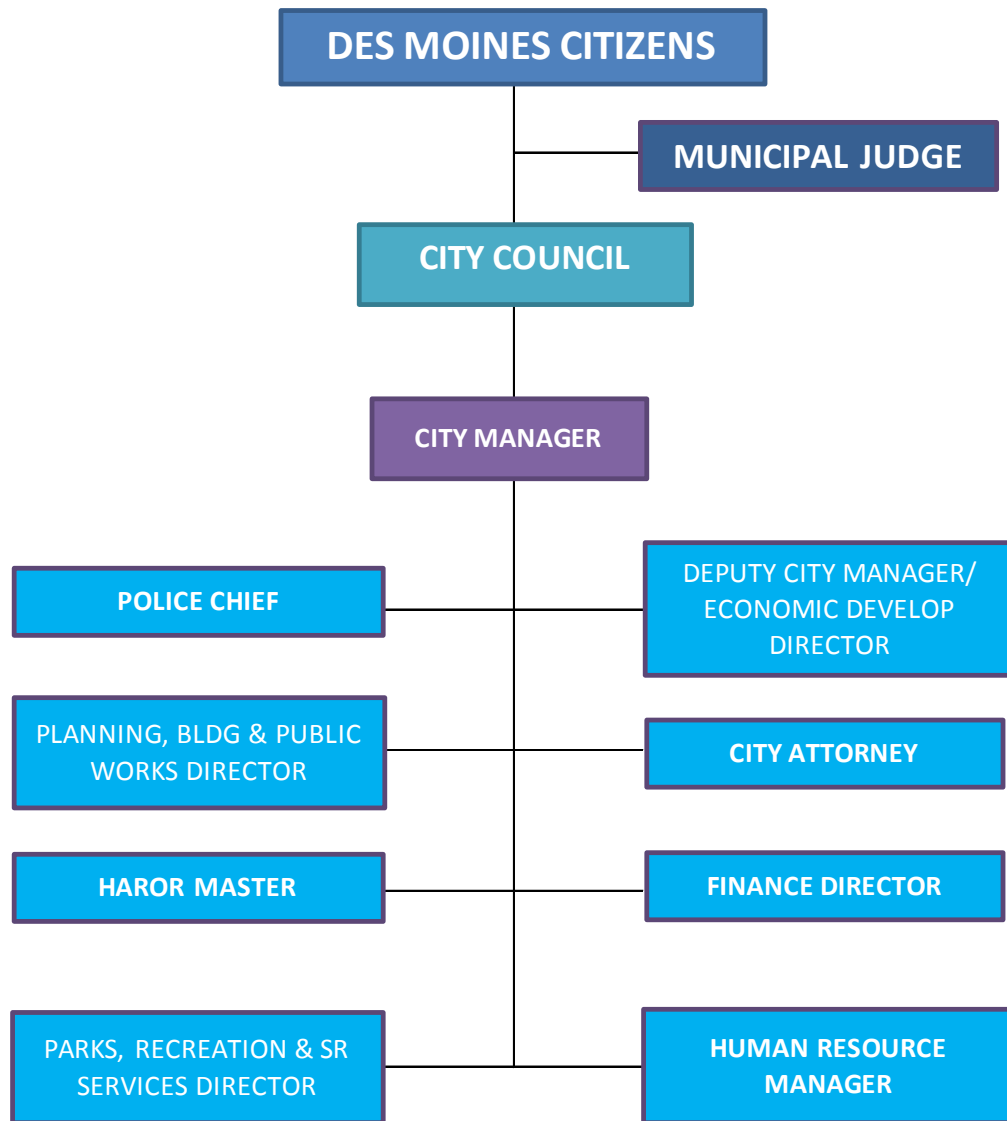 DES MOINES CITIZENS
MUNICIPAL JUDGE
CITY COUNCIL
CITY MANAGER
POLICE CHIEF
DEPUTY CITY MANAGER/
ECONOMIC DEVELOP
DIRECTOR
PLANNING, BLDG & PUBLIC
WORKS DIRECTOR
CITY ATTORNEY
HAROR MASTER
FINANCE DIRECTOR
PARKS, RECREATION & SR
SERVICES DIRECTOR
HUMAN RESOURCE
MANAGER